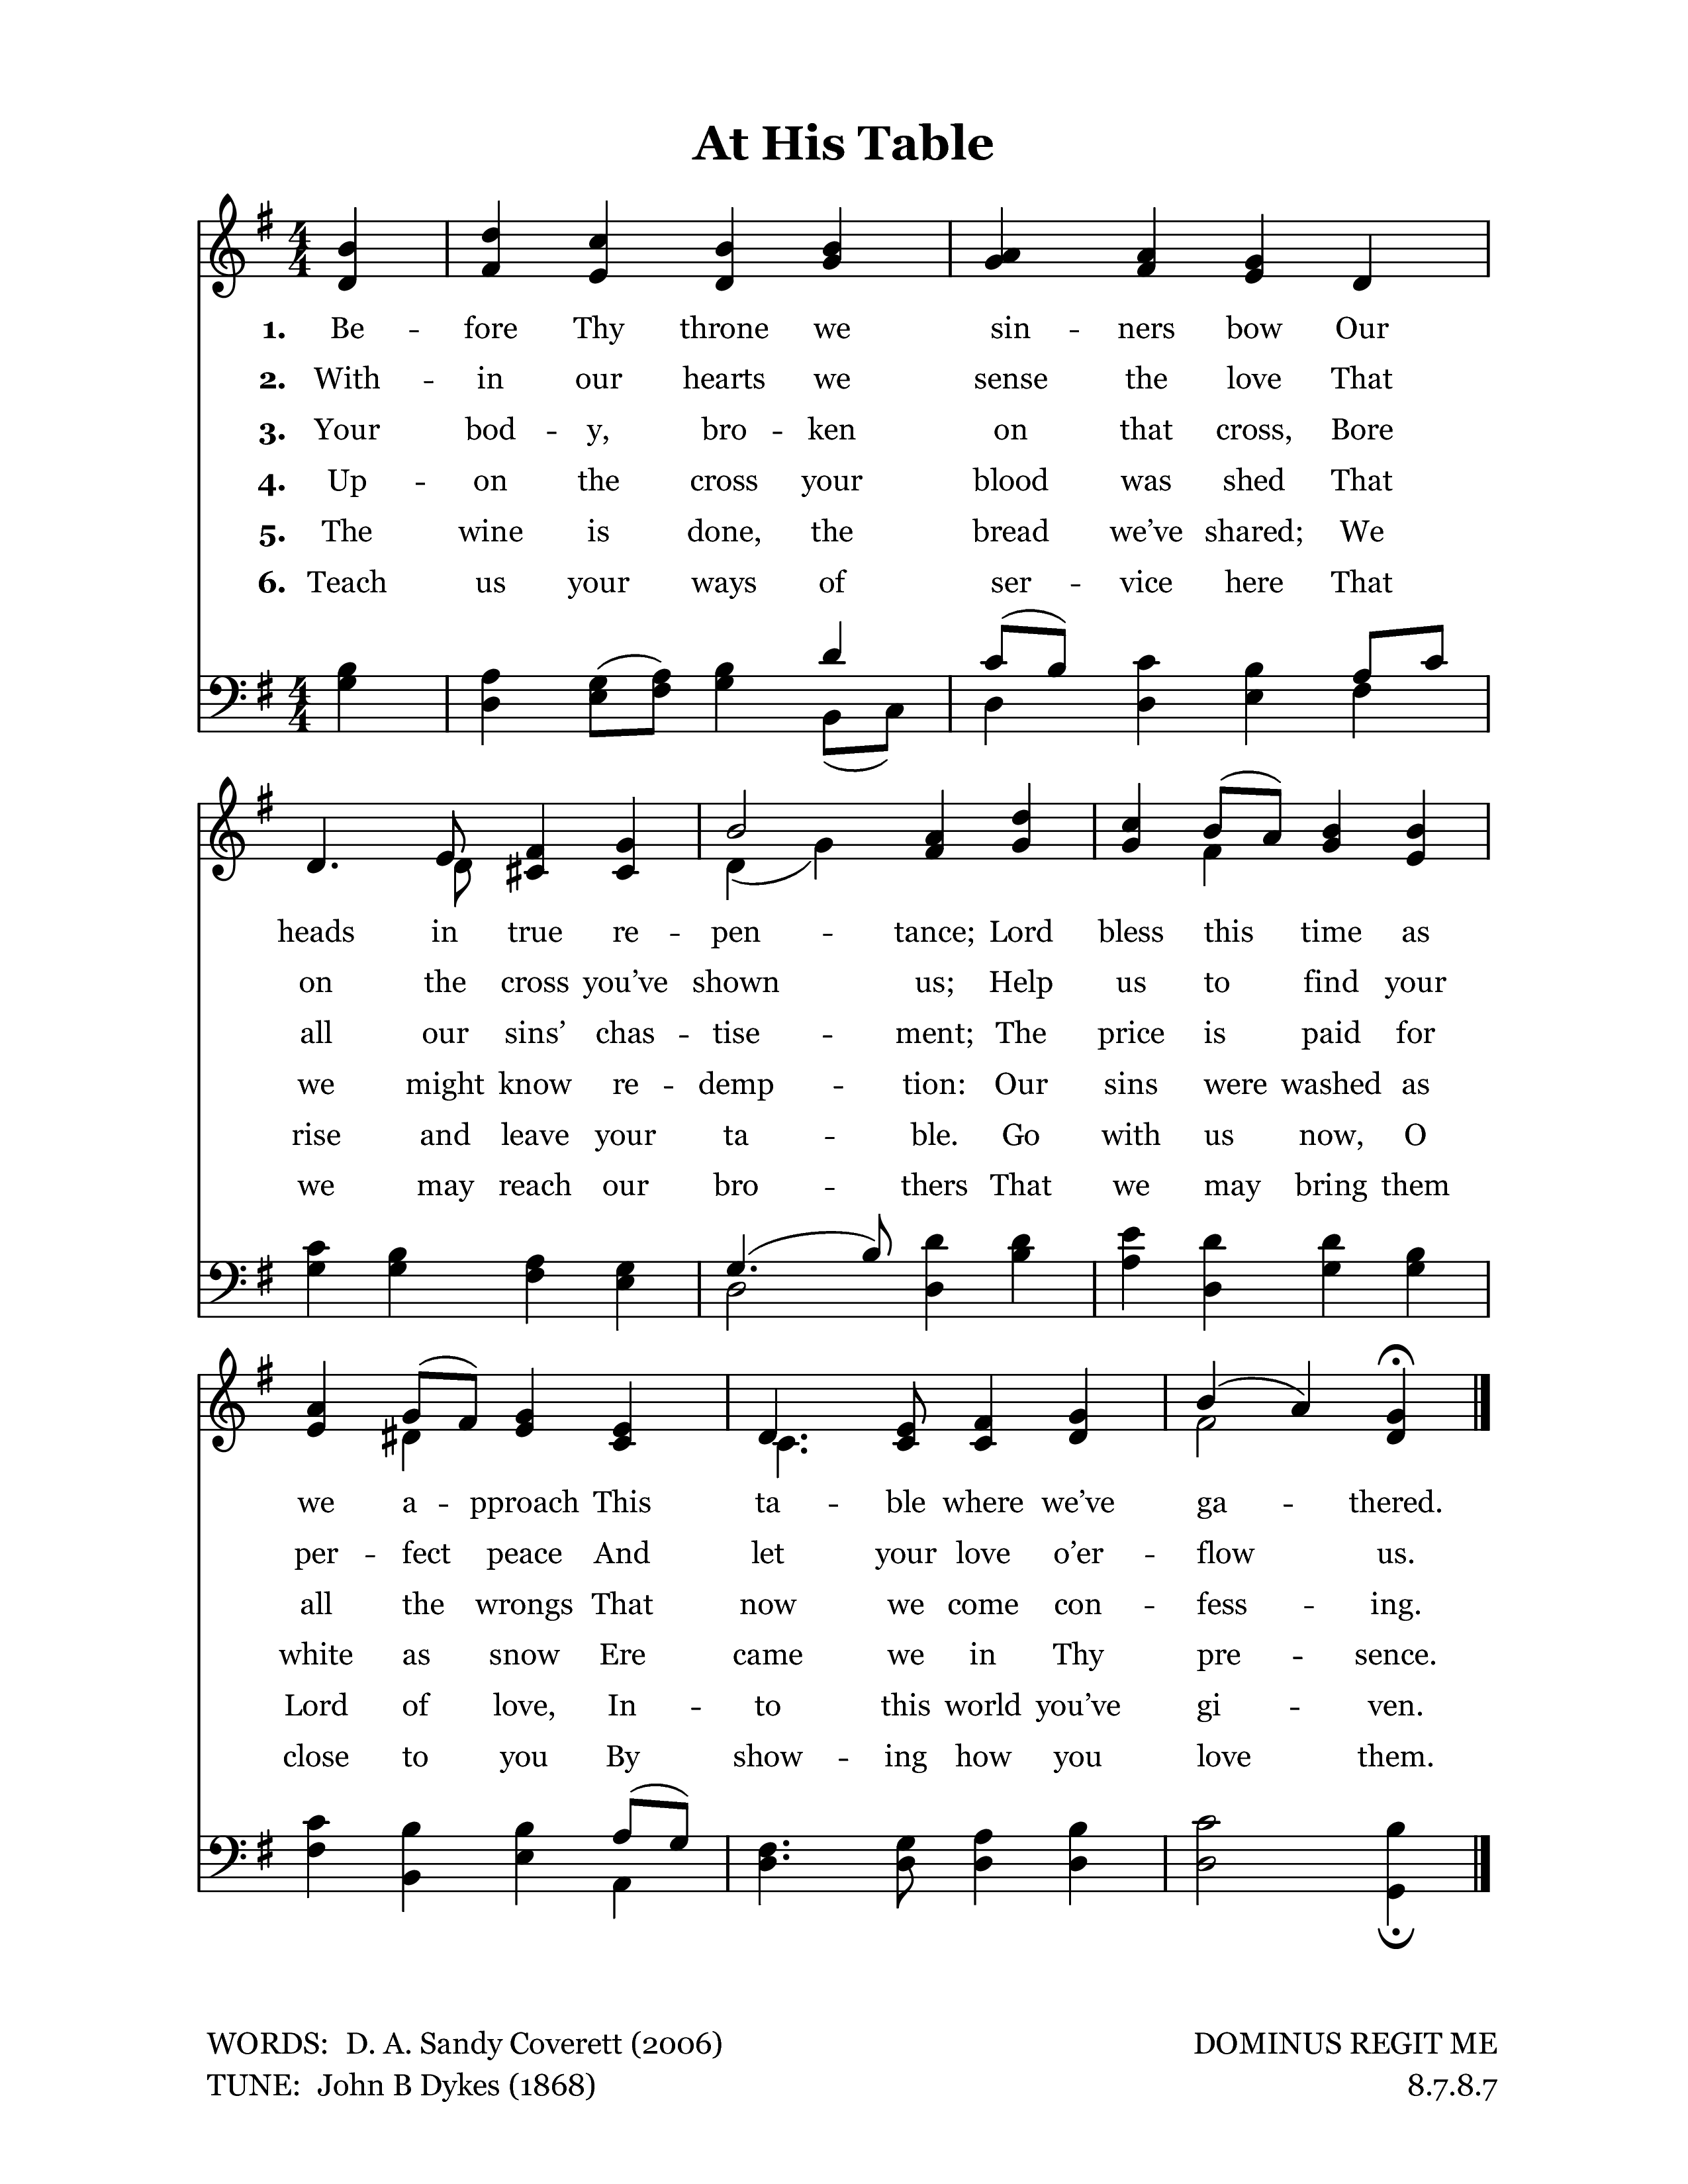 At His Table
1. Be -- fore Thy throne we sin -- ners bow Our
2. With -- in our hearts we sense the love That
3. Your bod -- y, bro -- ken on that cross, Bore
4. Up -- on the cross your blood was shed That
5. The wine is done, the bread we’ve shared; We
6. Teach us your ways of ser -- vice here That
heads in true re -- pen -- tance; Lord bless this time as
on the cross you’ve shown us; Help us to find your
all our sins’ chas -- tise -- ment; The price is paid for
we might know re -- demp -- tion: Our sins were washed as
rise and leave your ta -- ble. Go with us now, O
we may reach our bro -- thers That we may bring them
we a -- pproach This ta -- ble where we’ve ga -- thered.
per -- fect peace And let your love o’er -- flow us.
all the wrongs That now we come con -- fess -- ing.
white as snow Ere came we in Thy pre -- sence.
Lord of love, In -- to this world you’ve gi -- ven.
close to you By show -- ing how you love them.
WORDS: D. A. Sandy Coverett (2006) DOMINUS REGIT ME
TUNE: John B Dykes (1868) 8.7.8.7